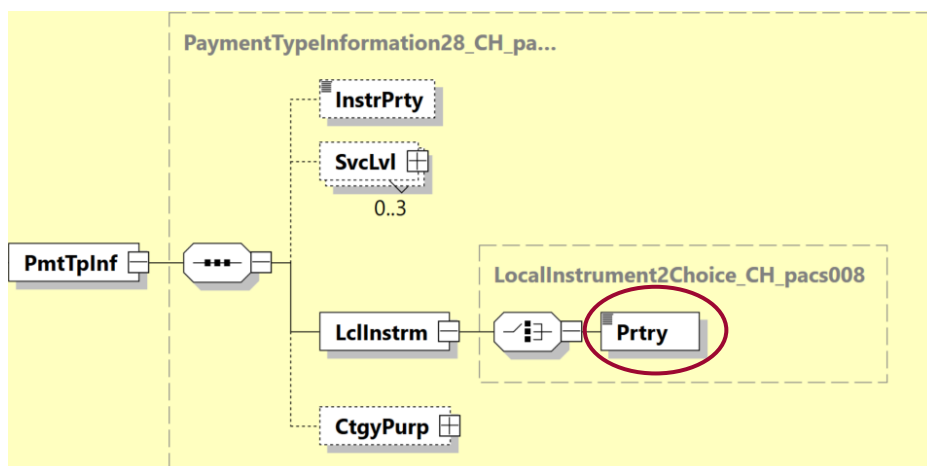 PaymentTypeInformation28_CH_pa...
InstrPrty
SvcLvl
0..3
PmtTpInf
LocalInstrument2Choice_CH_pacs008
LclInstrm
Prtry
CtgyPurp